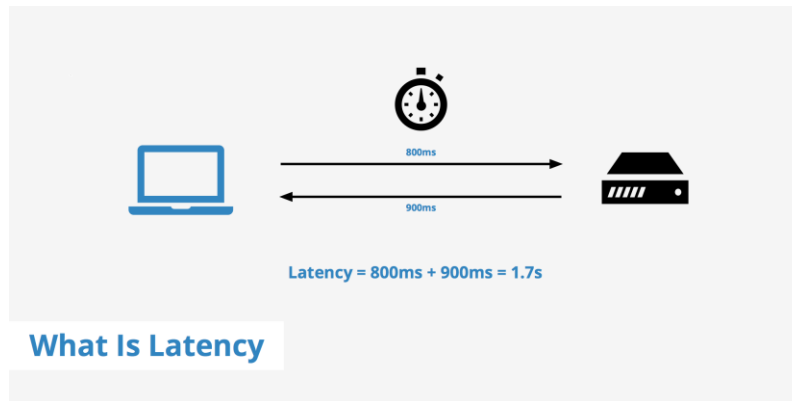 800ms
900ms
Latency = 800ms + 900ms = 1.7s
What Is Latency